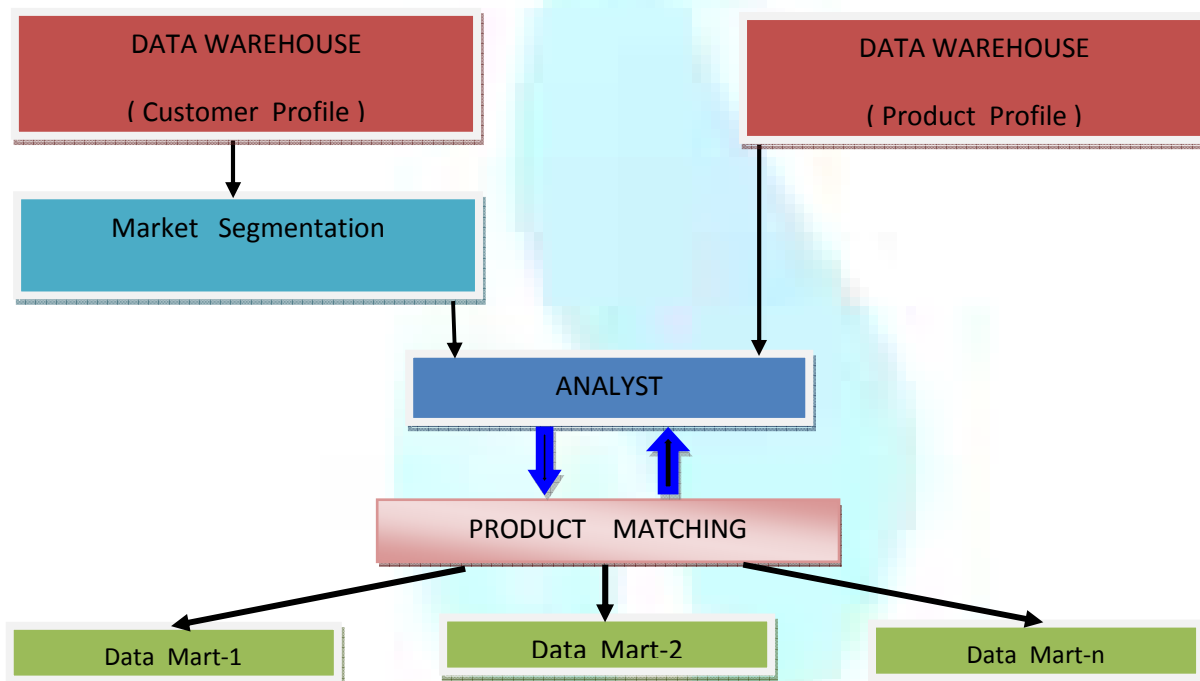 DATA WAREHOUSE
( Customer Profile )
DATA WAREHOUSE
( Product Profile )
Market Segmentation
ANALYST
PRODUCT MATCHING
Data Mart-1
Data Mart-2
Data Mart-n